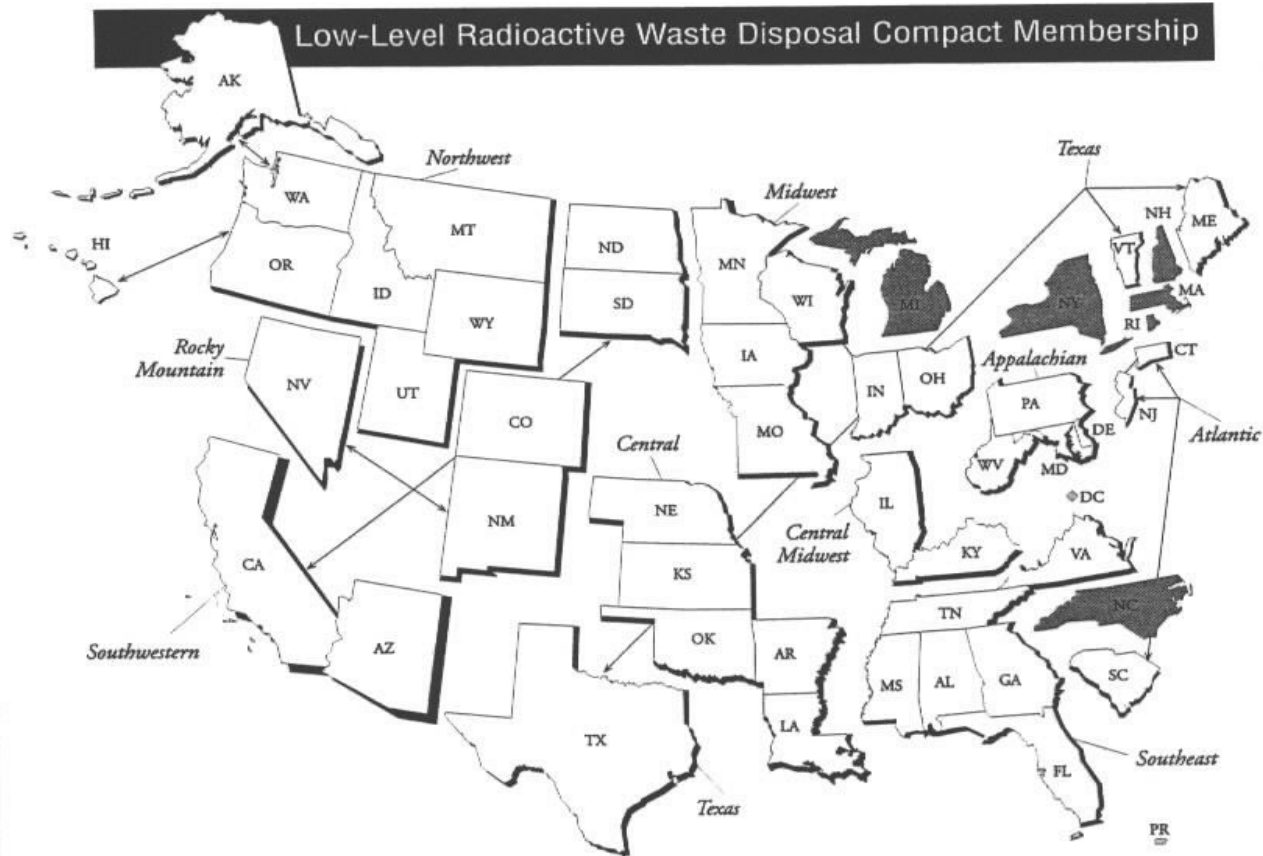 Low-Level Radioactive Waste Disposal Compact Membership
AK
Texas
Northwest
Midwest
WA
NH
ME
HI
MT
ND
VT
MN
OR
ID
SD
WI
MI
NY
MA
WY
RI
Rocky
Mountain
IA
Appalachian
CT
NV
UT
CO
IN
OH
PA
NJ
MO
DE
Atlantic
Central
WV
MD
NE
IL
DC
NM
Central
Midwest
KY
VA
CA
KS
TN
NC
Southwestern
AZ
OK
AR
MS
AL
GA
SC
TX
LA
Southeast
FL
Texas
PR